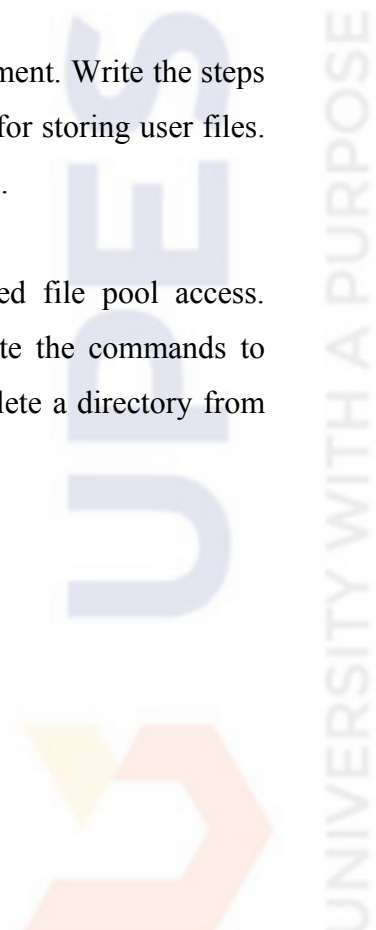 ment. Write the steps
for storing user files.
.
ed file pool access.
te the commands to
lete a directory from
UPES
UNIVERSITY WITH A PURPOSE